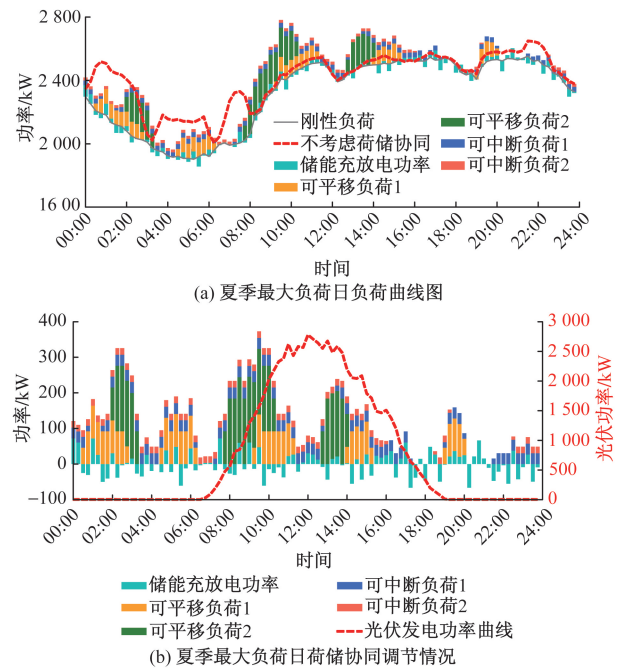 2 800
2 400
2 000
1 600
功率/kW
刚性负荷
不考虑荷储协同
储能充放电功率
可平移负荷1
可平移负荷2
可中断负荷1
可中断负荷2
00:00
02:00
04:00
06:00
08:00
10:00
12:00
14:00
16:00
18:00
20:00
22:00
24:00
时间
(a) 夏季最大负荷日负荷曲线图
400
300
200
100
0
−100
功率/kW
3 000
2 500
2 000
1 500
1 000
500
0
光伏功率/kW
00:00
02:00
04:00
06:00
08:00
10:00
12:00
14:00
16:00
18:00
20:00
22:00
24:00
时间
储能充放电功率
可平移负荷1
可平移负荷2
可中断负荷1
可中断负荷2
光伏发电功率曲线
(b) 夏季最大负荷日荷储协同调节情况